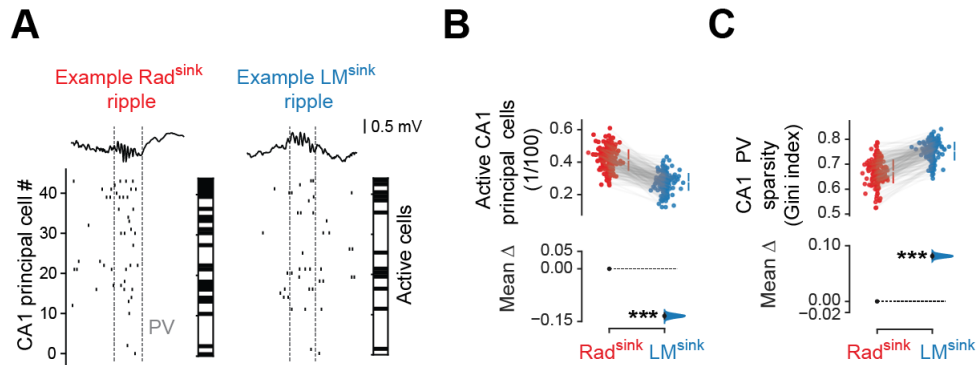 A
Example Rad^sink
ripple
Example LM^sink
ripple
0.5 mV
CA1 principal cell #
40
30
20
10
0
PV
Active cells
B
Active CA1
principal cells
(1/100)
0.6
0.4
0.2
Mean Δ
0.05
0.00
−0.15
***
Rad^sink LM^sink
C
CA1 PV
sparsity
(Gini index)
0.8
0.7
0.6
0.5
Mean Δ
0.10
0.00
−0.02
***
Rad^sink LM^sink